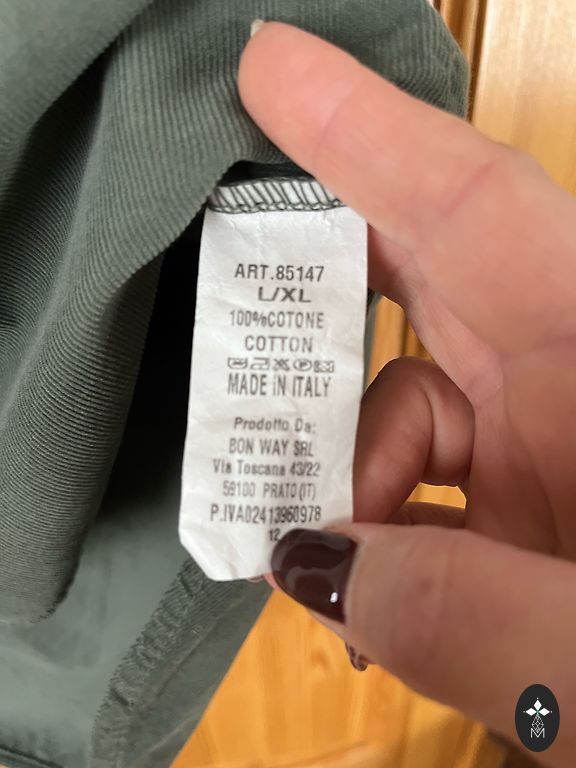 ART.85147
L/XL
100%COTONE
COTTON
MADE IN ITALY
Prodotto Da:
BON WAY SRL
Via Toscana 43/22
59100 PRATO(IT)
P.IVA02413960978
12
M